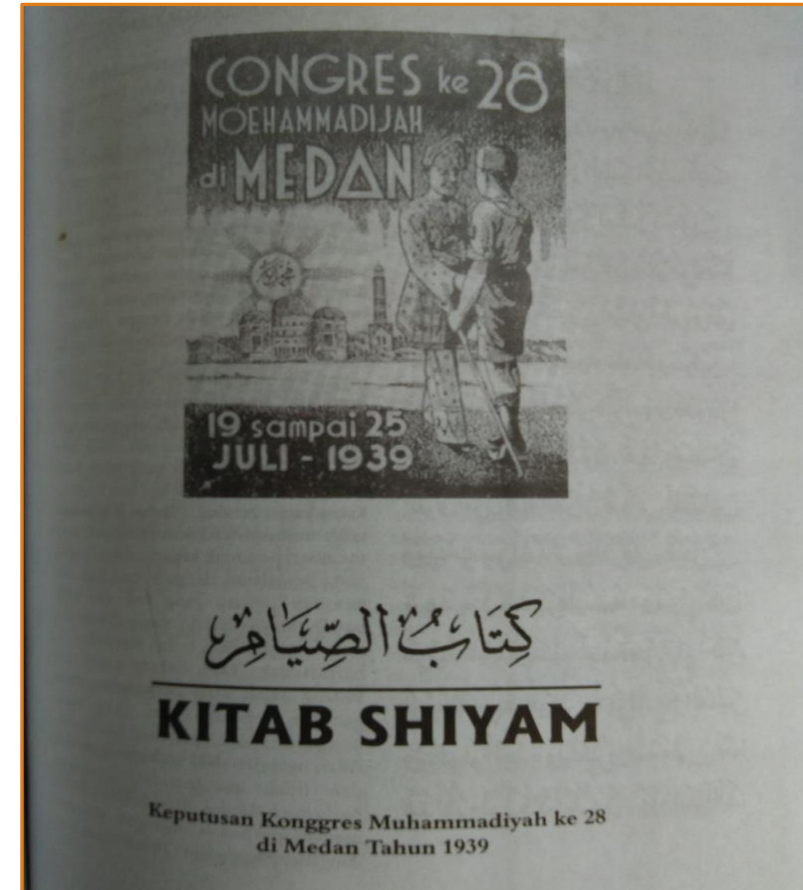 CONGRES ke 28
MOEHAMMADIJAH
di MEDAN
19 sampai 25
JULI - 1939
كِتَابُ الصِّيَامِ
KITAB SHIYAM
Keputusan Konggres Muhammadiyah ke 28
di Medan Tahun 1939